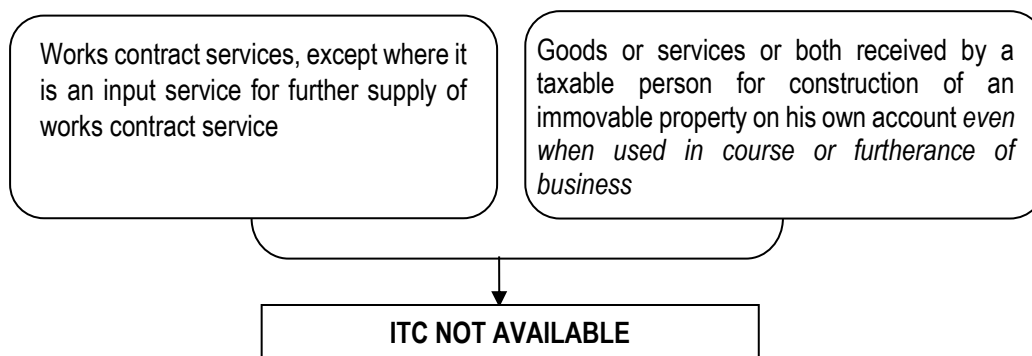 Works contract services, except where it
is an input service for further supply of
works contract service
Goods or services or both received by a
taxable person for construction of an
immovable property on his own account even
when used in course or furtherance of
business
ITC NOT AVAILABLE